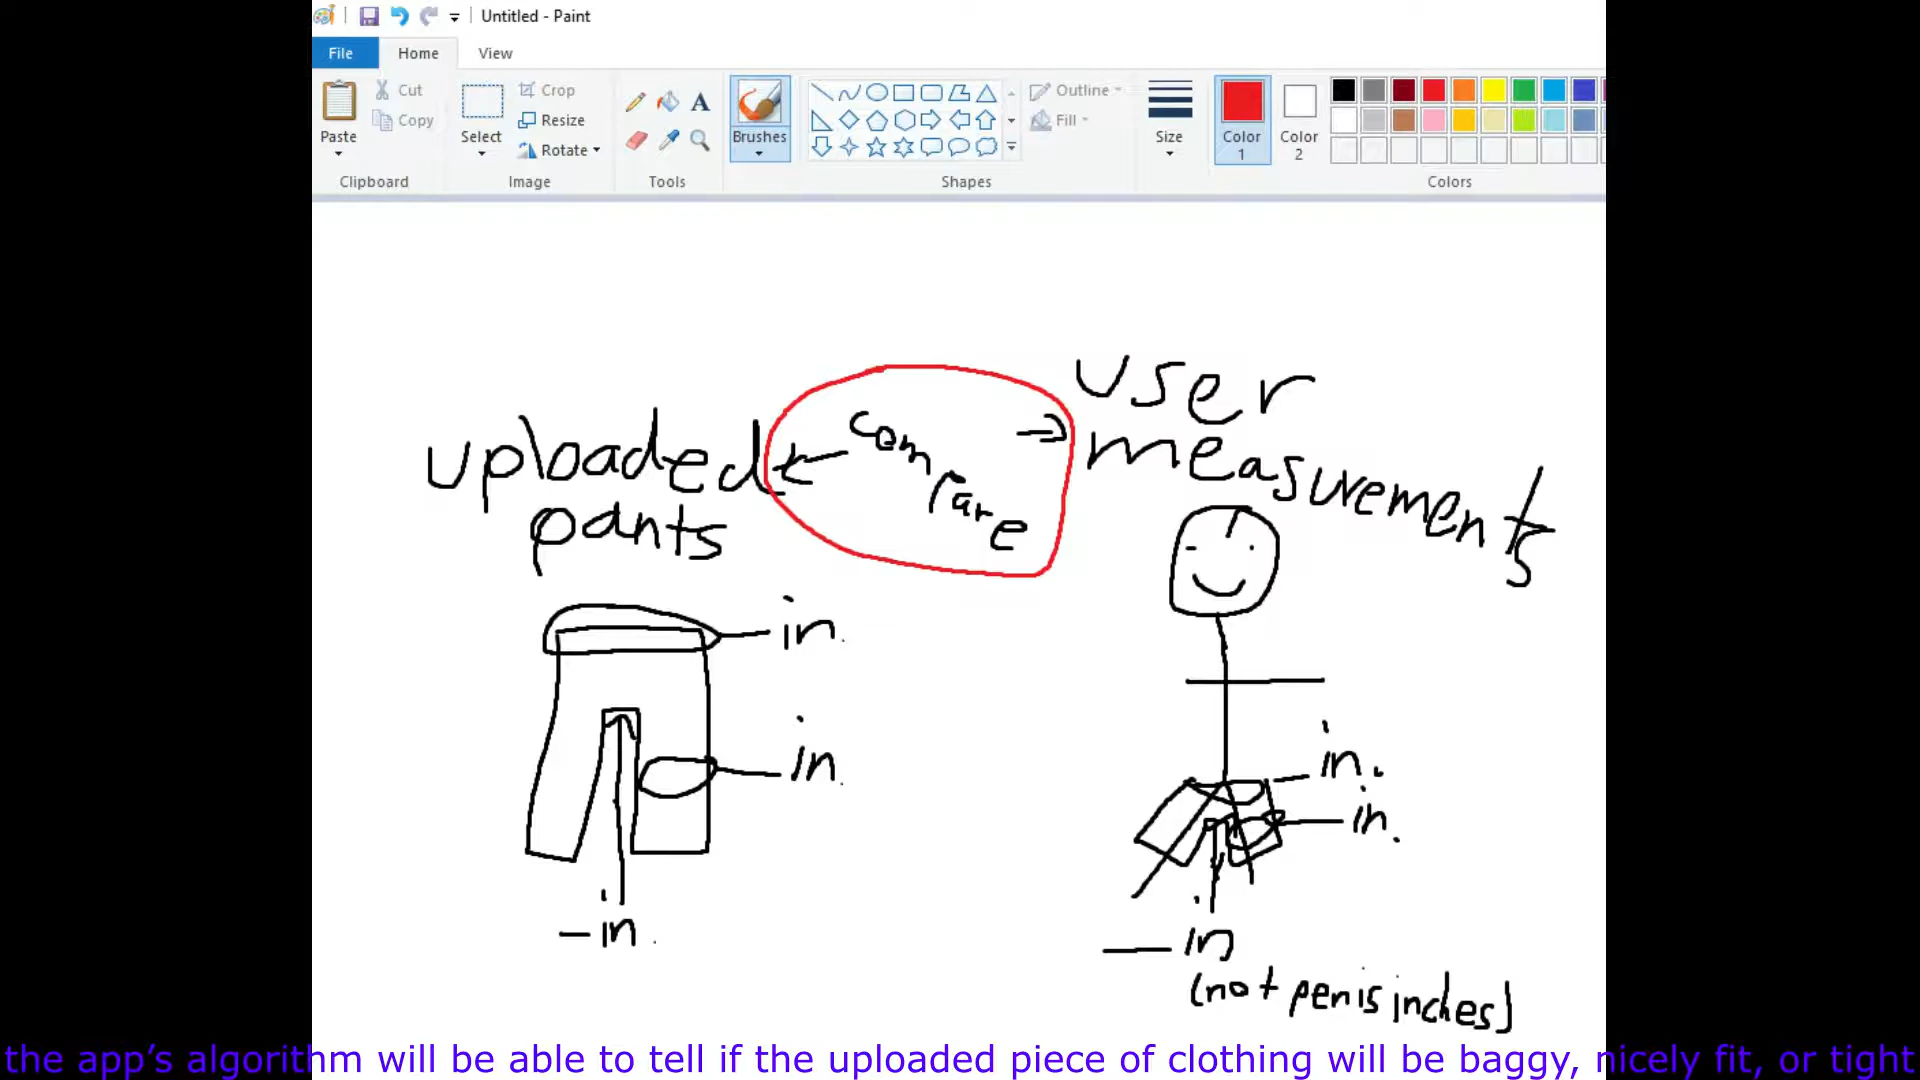 Untitled - Paint
File Home View
Paste
Cut
Copy
Clipboard
Select
Crop
Resize
Rotate
Image
A
Tools
Brushes
Shapes
Outline
Fill
Size
Color 1
Color 2
Colors
uploaded pants
compare
user measurements
in.
in.
in.
in.
in.
in
(not penis inches)
the app’s algorithm will be able to tell if the uploaded piece of clothing will be baggy, nicely fit, or tight